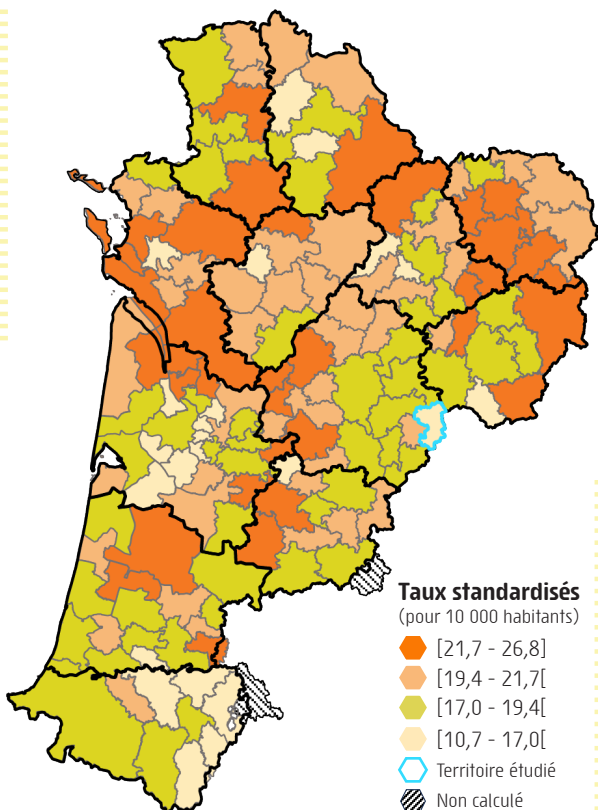 Taux standardisés
(pour 10 000 habitants)
[21,7 - 26,8]
[19,4 - 21,7[
[17,0 - 19,4[
[10,7 - 17,0[
Territoire étudié
Non calculé